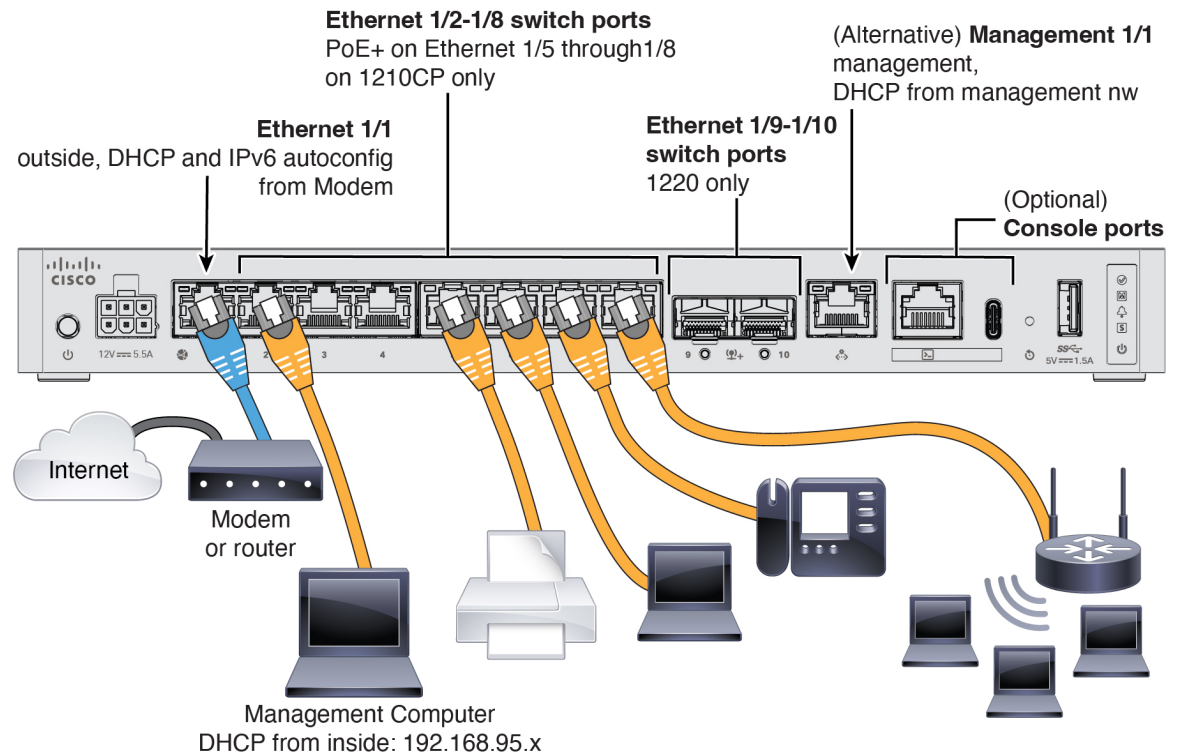 Ethernet 1/2-1/8 switch ports
PoE+ on Ethernet 1/5 through1/8
on 1210CP only
(Alternative) Management 1/1
management,
DHCP from management nw
Ethernet 1/1
outside, DHCP and IPv6 autoconfig
from Modem
Ethernet 1/9-1/10
switch ports
1220 only
(Optional)
Console ports
CISCO
12V 5.5A
2
3
4
9
10
SS
5V 1.5A
Internet
Modem
or router
Management Computer
DHCP from inside: 192.168.95.x